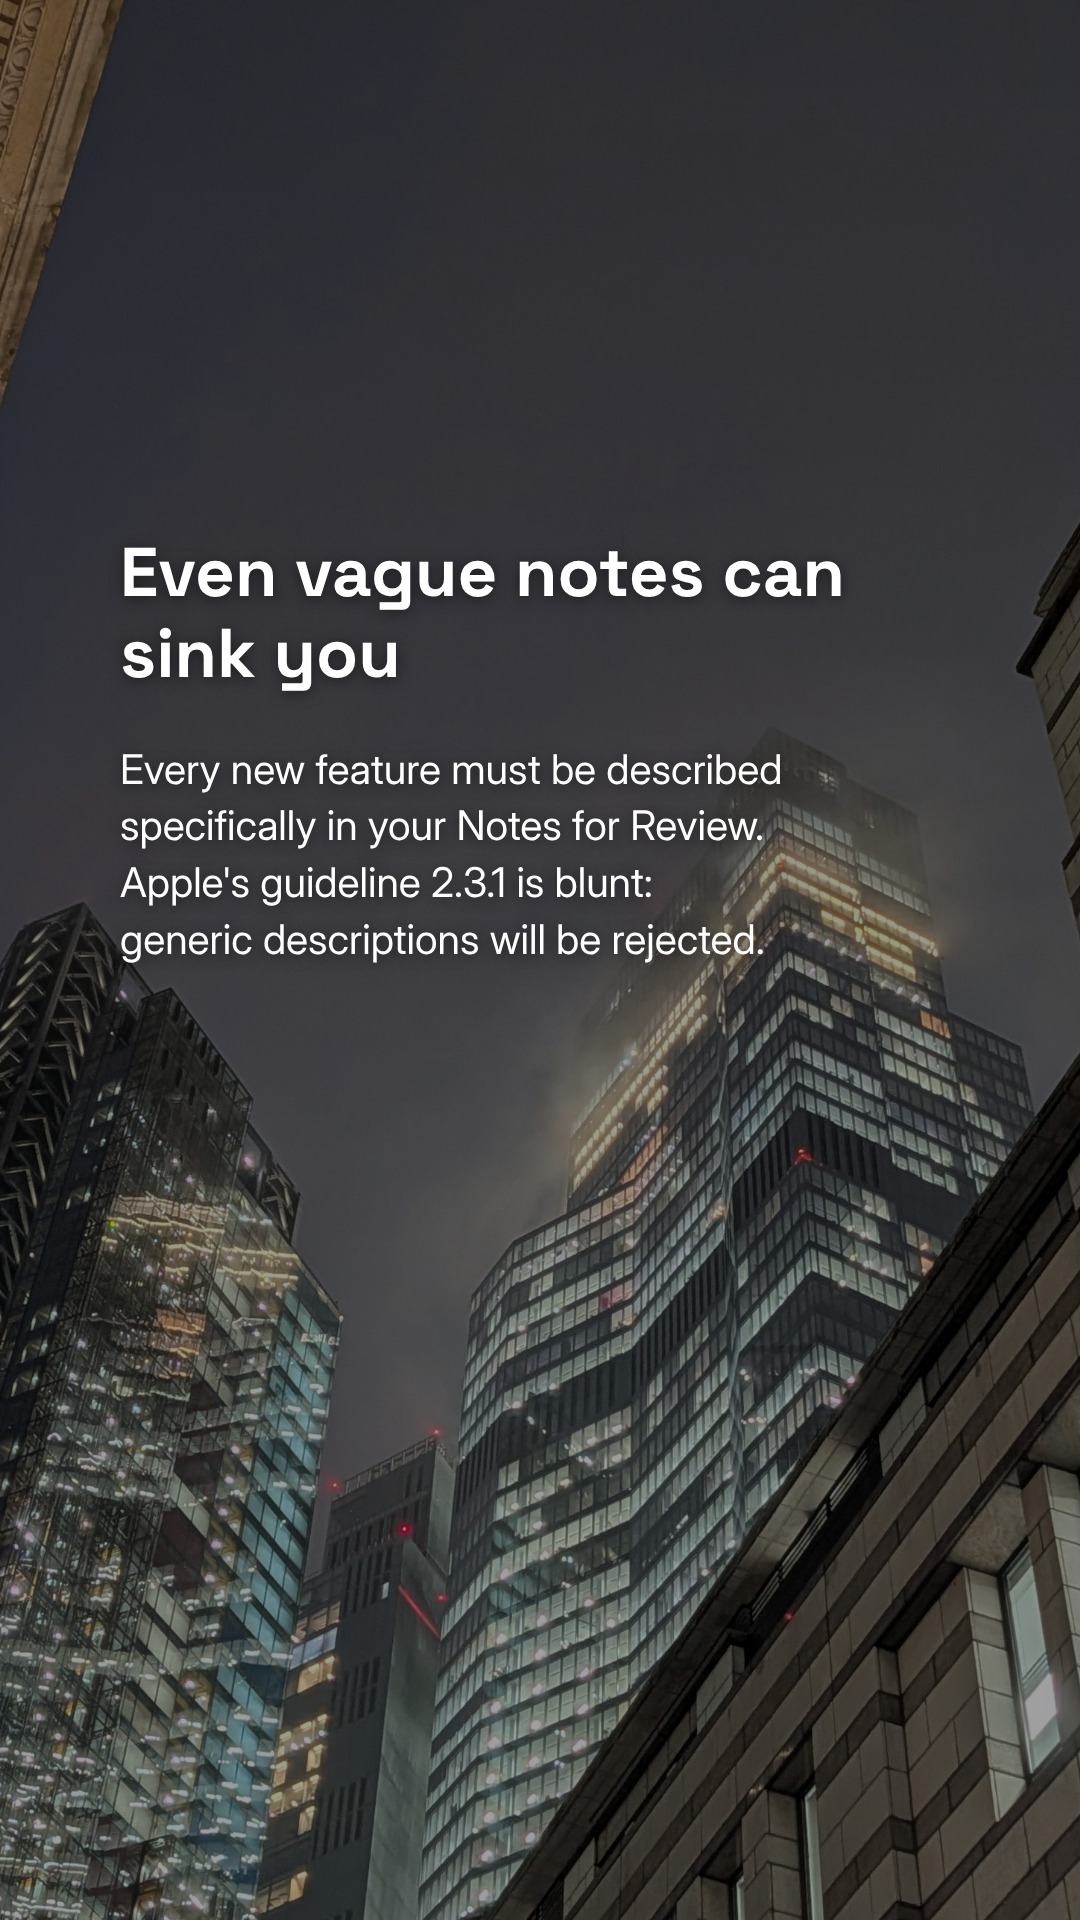 Even vague notes can
sink you
Every new feature must be described
specifically in your Notes for Review.
Apple's guideline 2.3.1 is blunt:
generic descriptions will be rejected.